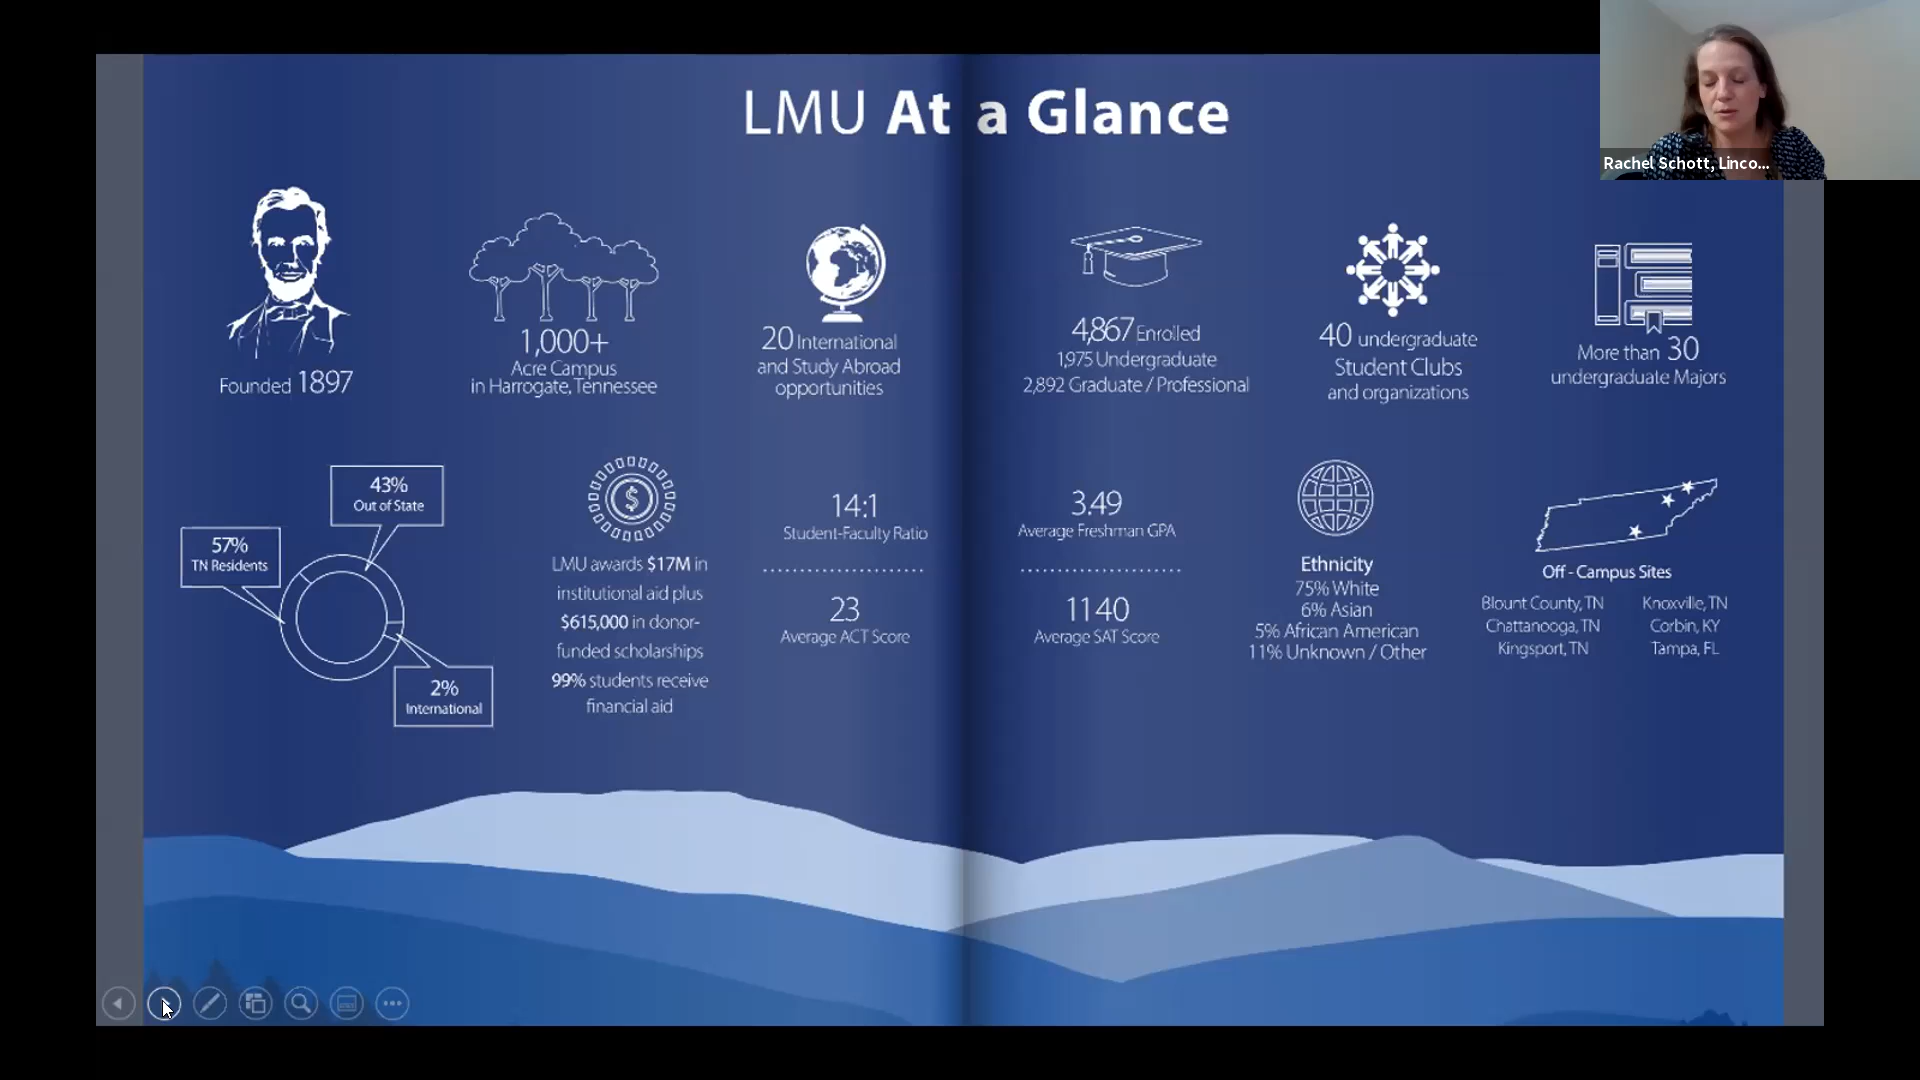 LMU At a Glance
Rachel Schott, Linco...
Founded 1897
1,000+
Acre Campus
in Harrogate, Tennessee
20 International
and Study Abroad
opportunities
4,867 Enrolled
1,975 Undergraduate
2,892 Graduate / Professional
40 undergraduate
Student Clubs
and organizations
More than 30
undergraduate Majors
43%
Out of State
57%
TN Residents
2%
International
$
LMU awards $17M in
institutional aid plus
$615,000 in donor-
funded scholarships
99% students receive
financial aid
14:1
Student-Faculty Ratio
23
Average ACT Score
3.49
Average Freshman GPA
1140
Average SAT Score
Ethnicity
75% White
6% Asian
5% African American
11% Unknown / Other
Off - Campus Sites
Blount County, TN
Chattanooga, TN
Kingsport, TN
Knoxville, TN
Corbin, KY
Tampa, FL